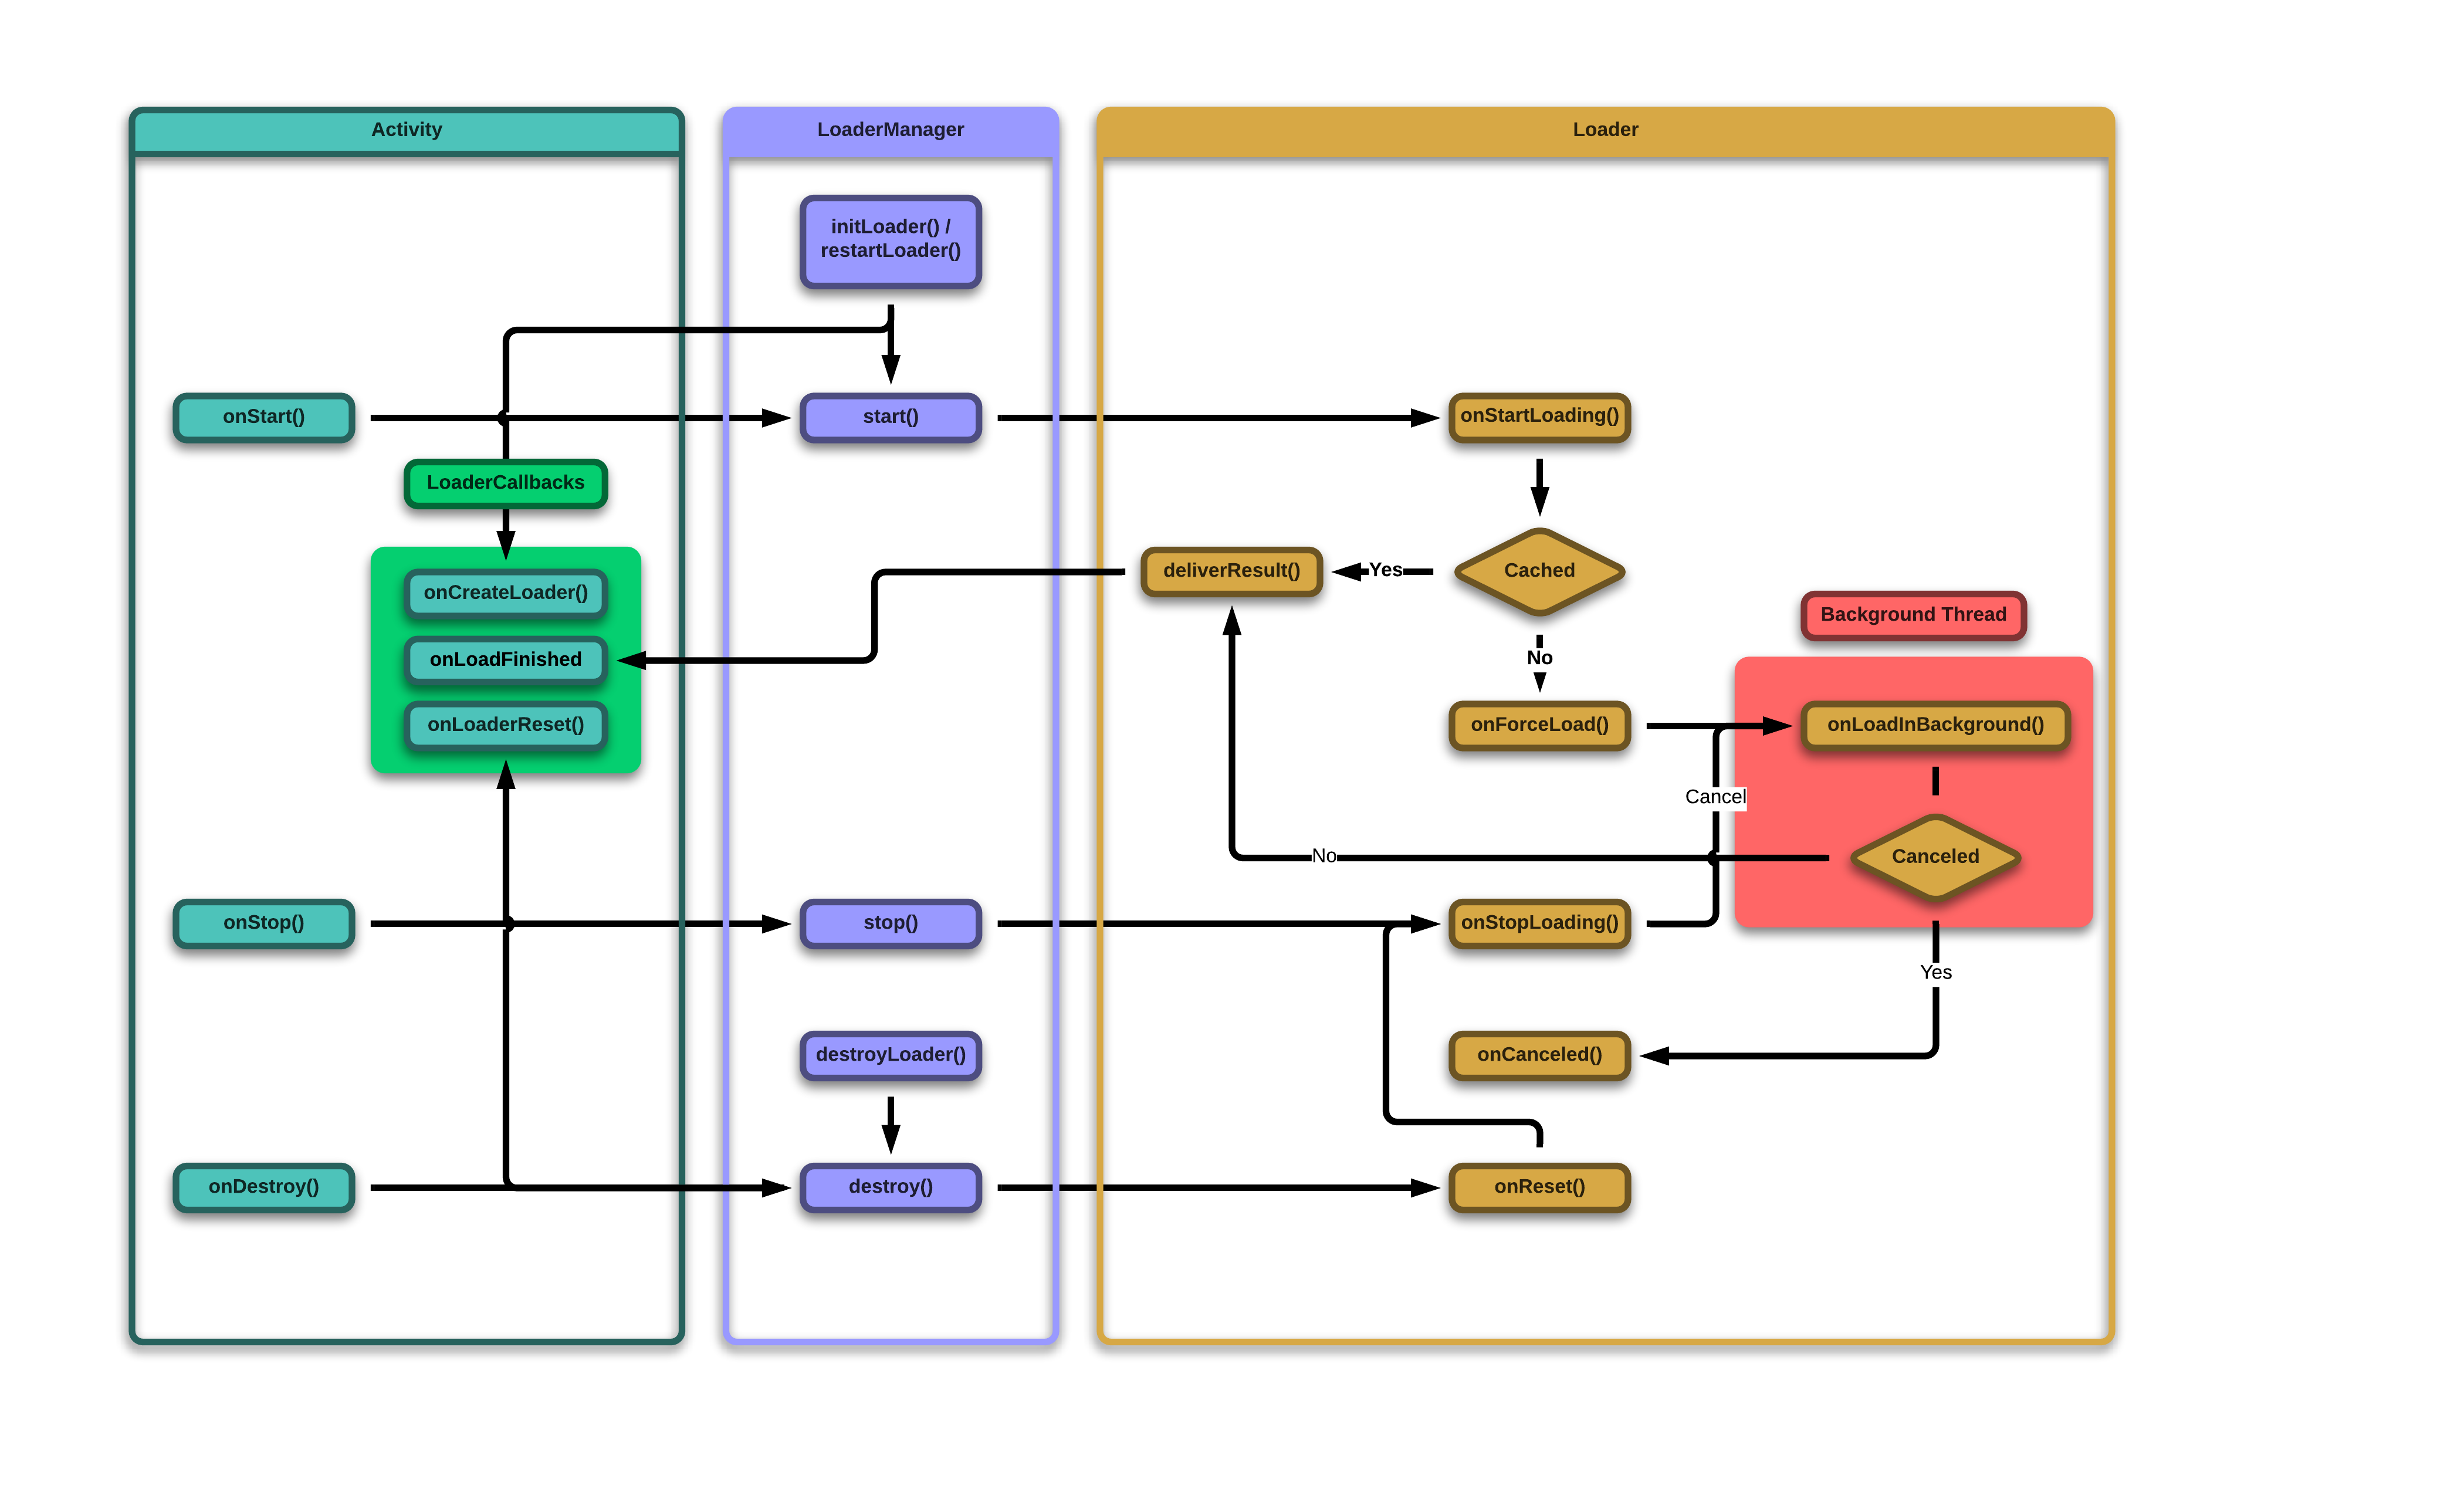 Activity
LoaderManager
Loader
initLoader() /
restartLoader()
onStart()
start()
onStartLoading()
LoaderCallbacks
onCreateLoader()
onLoadFinished
onLoaderReset()
deliverResult()
Yes
Cached
No
Background Thread
onForceLoad()
onLoadInBackground()
Cancel
No
Canceled
onStop()
stop()
onStopLoading()
Yes
destroyLoader()
onCanceled()
onDestroy()
destroy()
onReset()